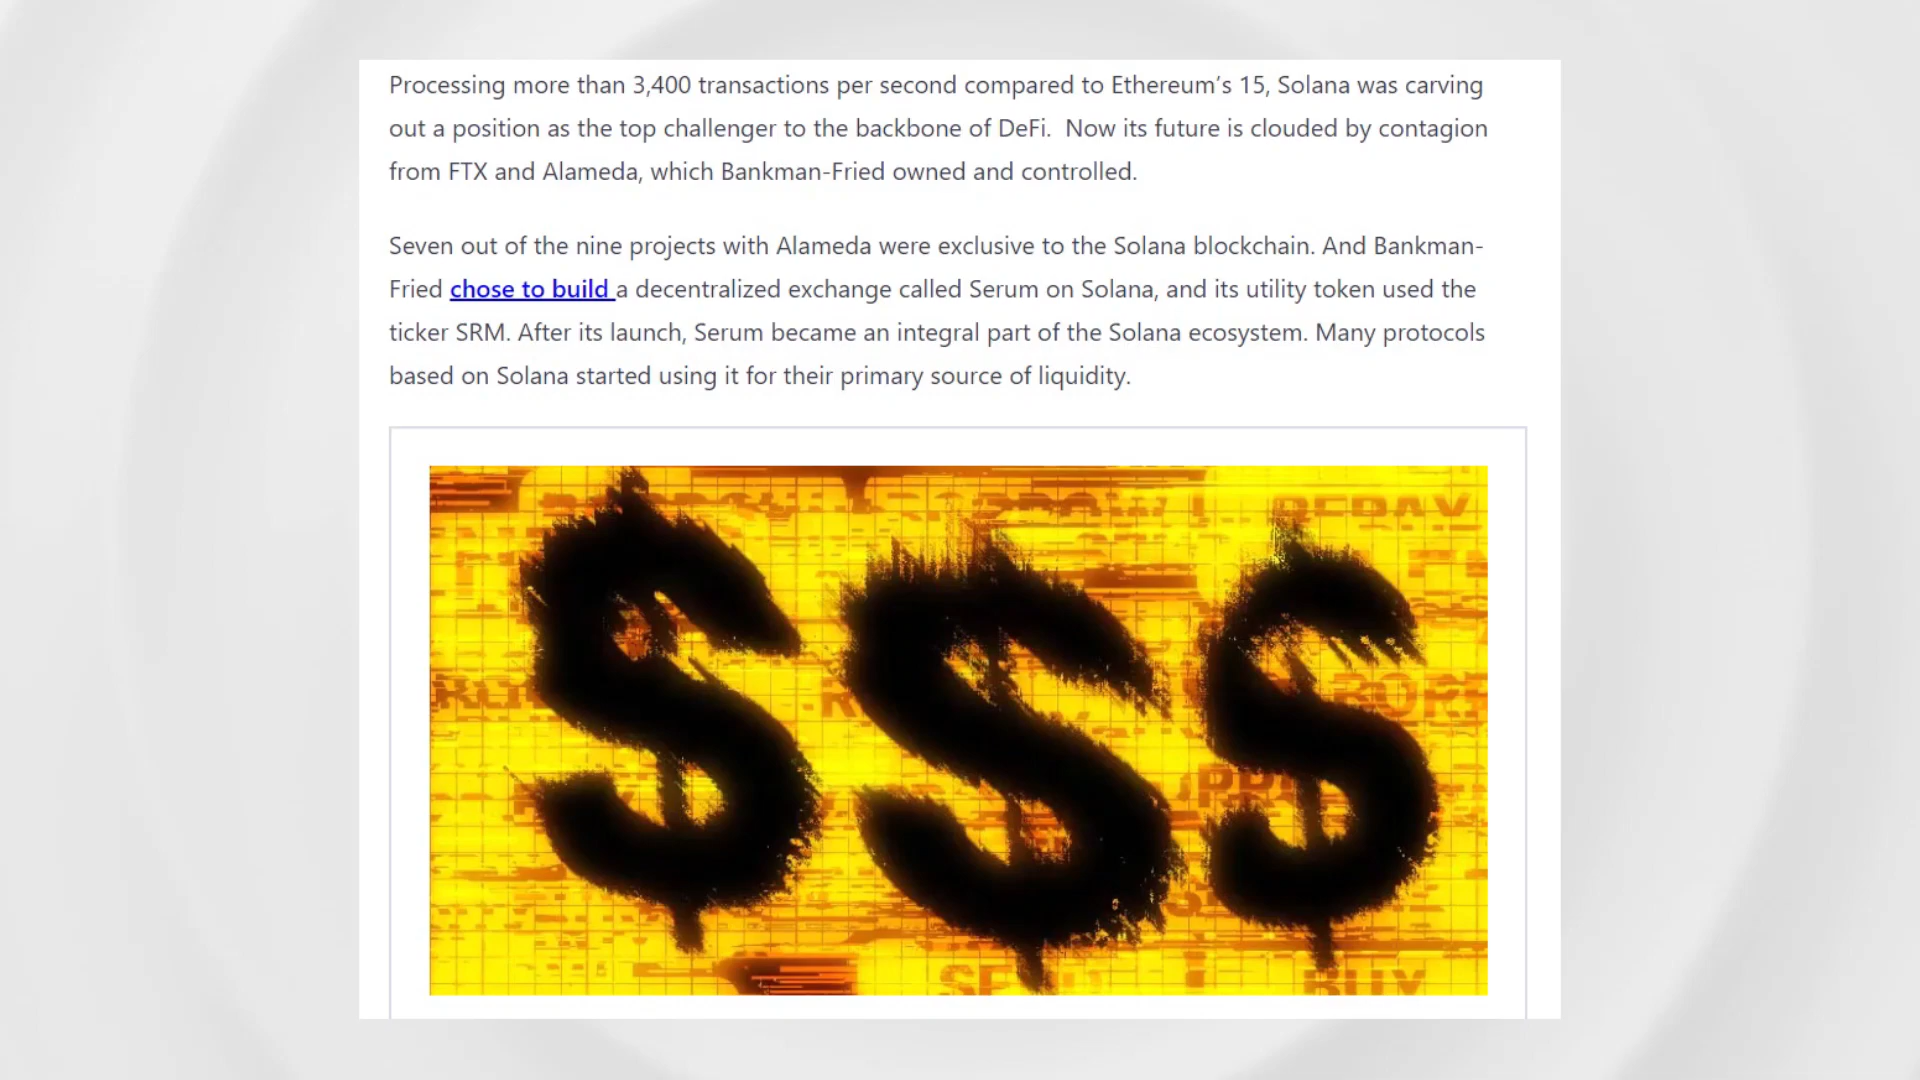 Processing more than 3,400 transactions per second compared to Ethereum’s 15, Solana was carving
out a position as the top challenger to the backbone of DeFi.  Now its future is clouded by contagion
from FTX and Alameda, which Bankman-Fried owned and controlled.
Seven out of the nine projects with Alameda were exclusive to the Solana blockchain. And Bankman-
Fried chose to build a decentralized exchange called Serum on Solana, and its utility token used the
ticker SRM. After its launch, Serum became an integral part of the Solana ecosystem. Many protocols
based on Solana started using it for their primary source of liquidity.
REPAY
$ $ $
BUY